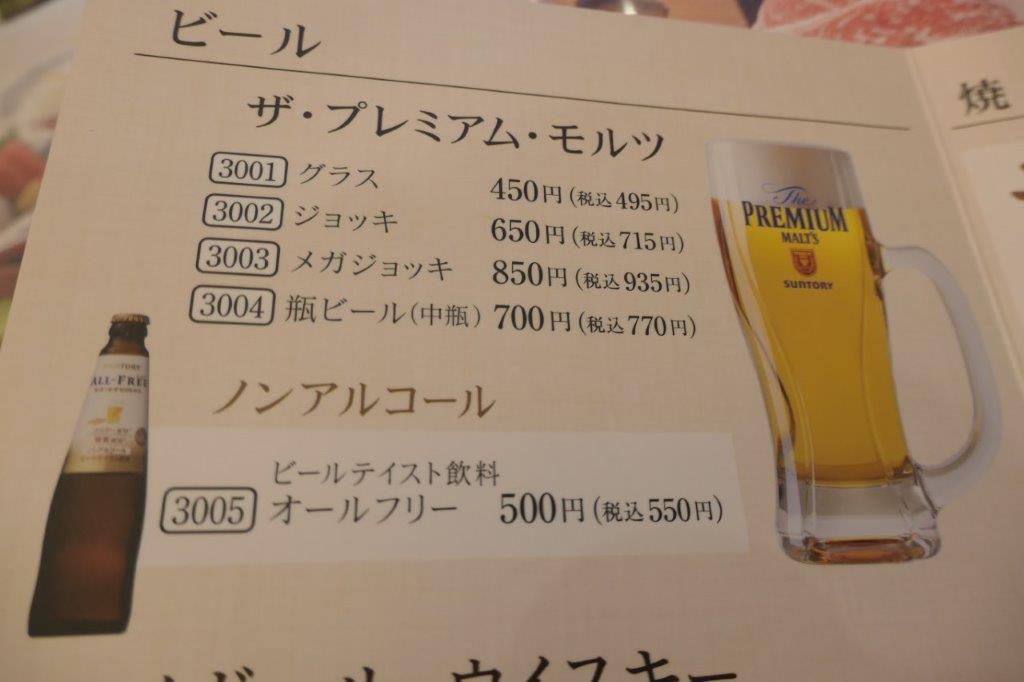 ビール
ザ・プレミアム・モルツ
3001 グラス 450円(税込495円)
3002 ジョッキ 650円(税込715円)
3003 メガジョッキ 850円(税込935円)
3004 瓶ビール(中瓶) 700円(税込770円)
The
PREMIUM
MALT'S
SUNTORY
焼
SUNTORY
ALL-FREE
ノンアルコール
ビールテイスト飲料
3005 オールフリー 500円(税込550円)
ウイスキー